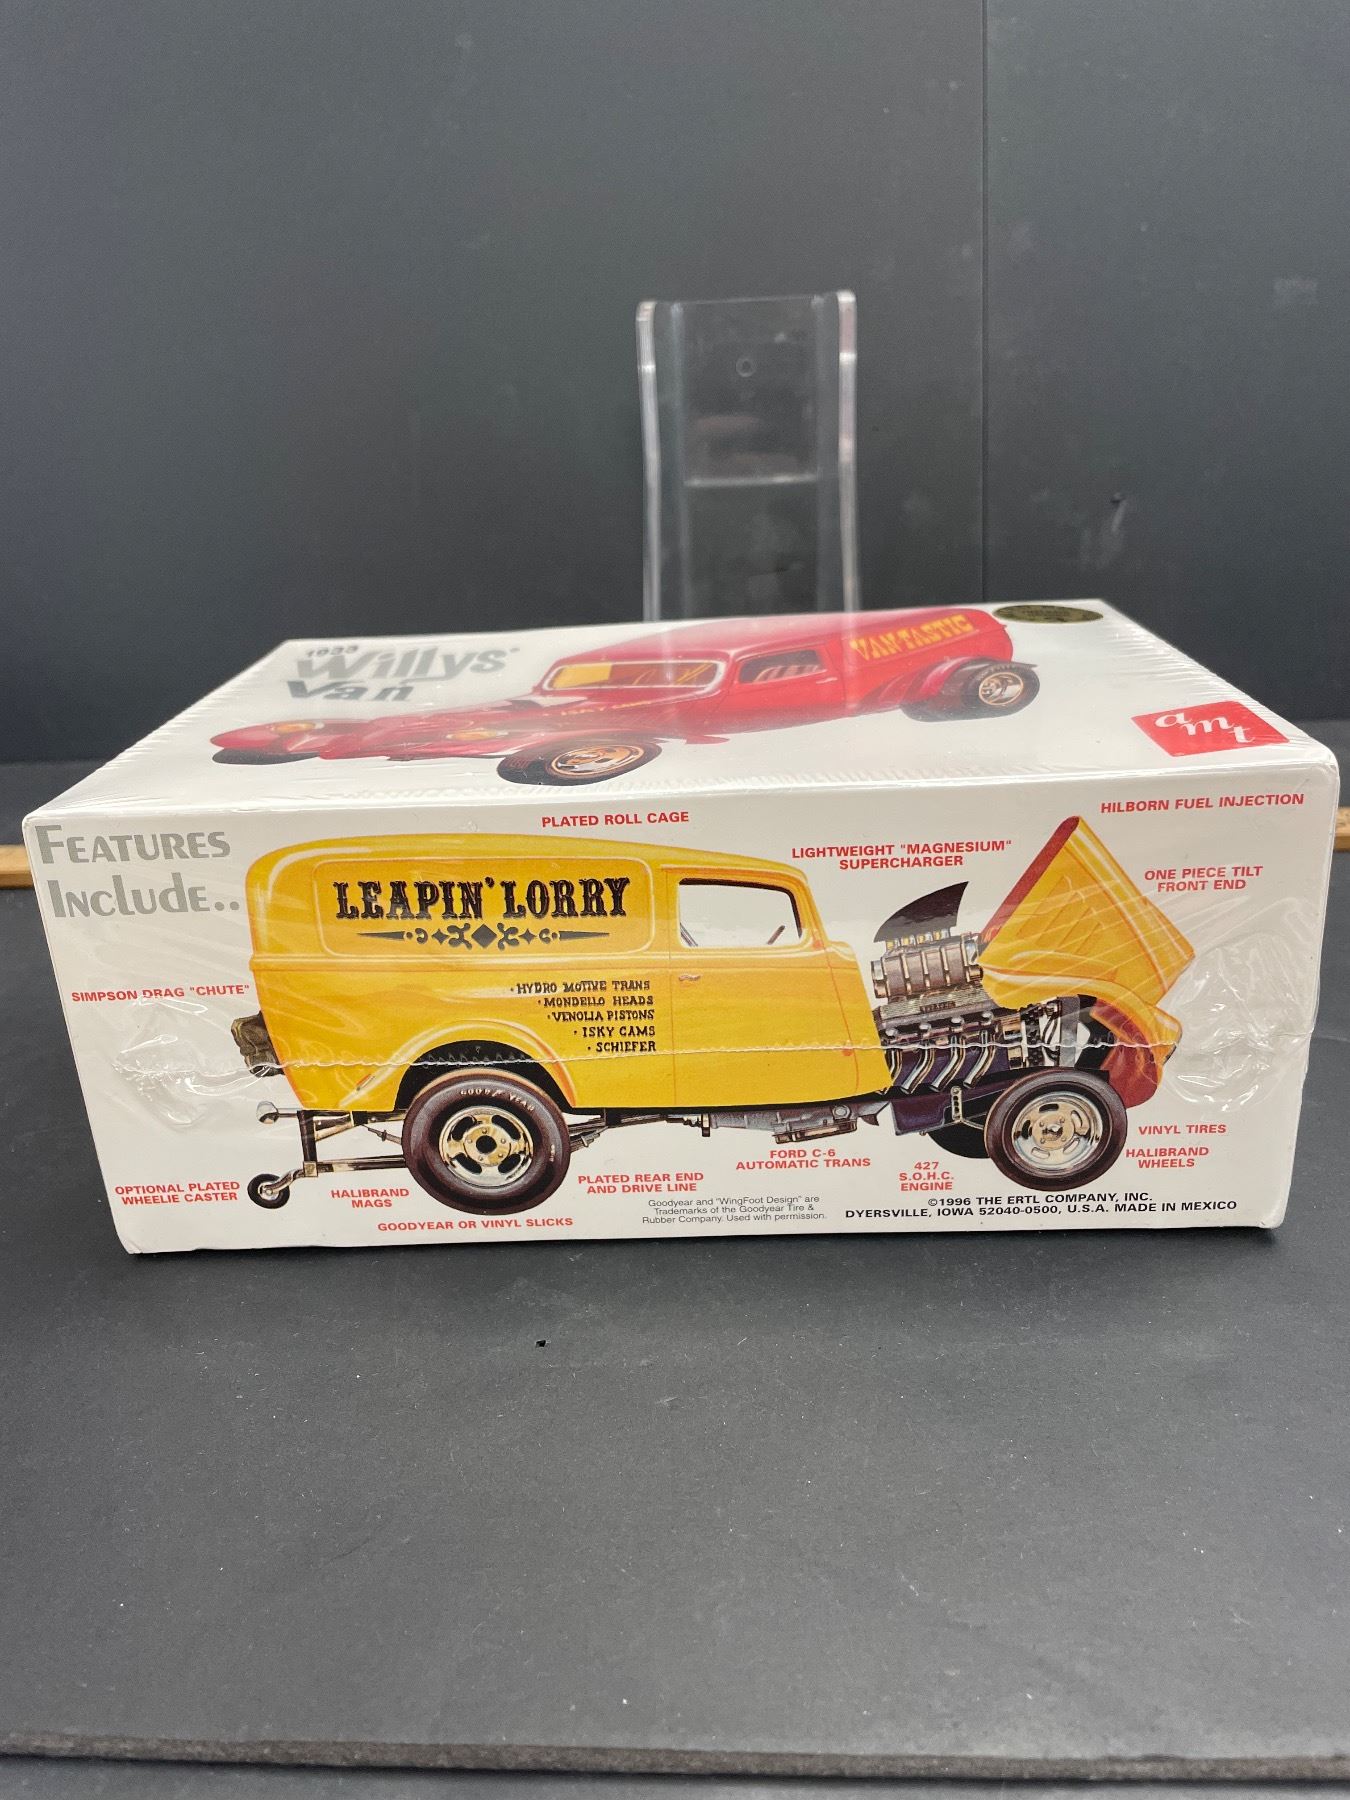 1933
Willys
Van
VAN-TASTIC
amt
FEATURES
INCLUDE..
PLATED ROLL CAGE
HILBORN FUEL INJECTION
LIGHTWEIGHT "MAGNESIUM"
SUPERCHARGER
ONE PIECE TILT
FRONT END
LEAPIN' LORRY
• HYDRO MOTIVE TRANS
• MONDELLO HEADS
• VENOLIA PISTONS
• ISKY CAMS
• SCHIEFER
SIMPSON DRAG "CHUTE"
GOODYEAR
OPTIONAL PLATED
WHEELIE CASTER
HALIBRAND
MAGS
GOODYEAR OR VINYL SLICKS
PLATED REAR END
AND DRIVE LINE
FORD C-6
AUTOMATIC TRANS
427
S.O.H.C.
ENGINE
VINYL TIRES
HALIBRAND
WHEELS
Goodyear and "WingFoot Design" are
Trademarks of the Goodyear Tire &
Rubber Company. Used with permission.
©1996 THE ERTL COMPANY, INC.
DYERSVILLE, IOWA 52040-0500, U.S.A. MADE IN MEXICO